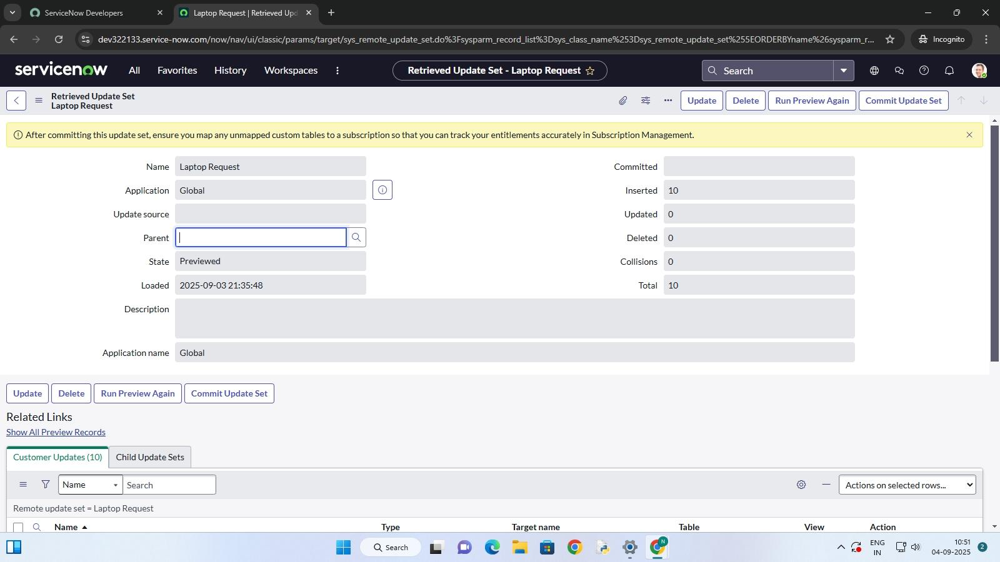 ServiceNow Developers
Laptop Request | Retrieved Upd
dev322133.service-now.com/now/nav/ui/classic/params/target/sys_remote_update_set.do%3Fsysparm_record_list%3Dsys_class_name%253Dsys_remote_update_set%255EORDERBYname%26sysparm_r...
Incognito
servicenow
All
Favorites
History
Workspaces
Retrieved Update Set - Laptop Request
Search
Retrieved Update Set
Laptop Request
Update
Delete
Run Preview Again
Commit Update Set
After committing this update set, ensure you map any unmapped custom tables to a subscription so that you can track your entitlements accurately in Subscription Management.
Name Laptop Request
Committed
Application Global
Inserted 10
Update source
Updated 0
Parent
Deleted 0
State Previewed
Collisions 0
Loaded 2025-09-03 21:35:48
Total 10
Description
Application name Global
Update
Delete
Run Preview Again
Commit Update Set
Related Links
Show All Preview Records
Customer Updates (10)
Child Update Sets
Name
Search
Actions on selected rows...
Remote update set = Laptop Request
Name
Type
Target name
Table
View
Action
Search
N
ENG
IN
10:51
04-09-2025
2